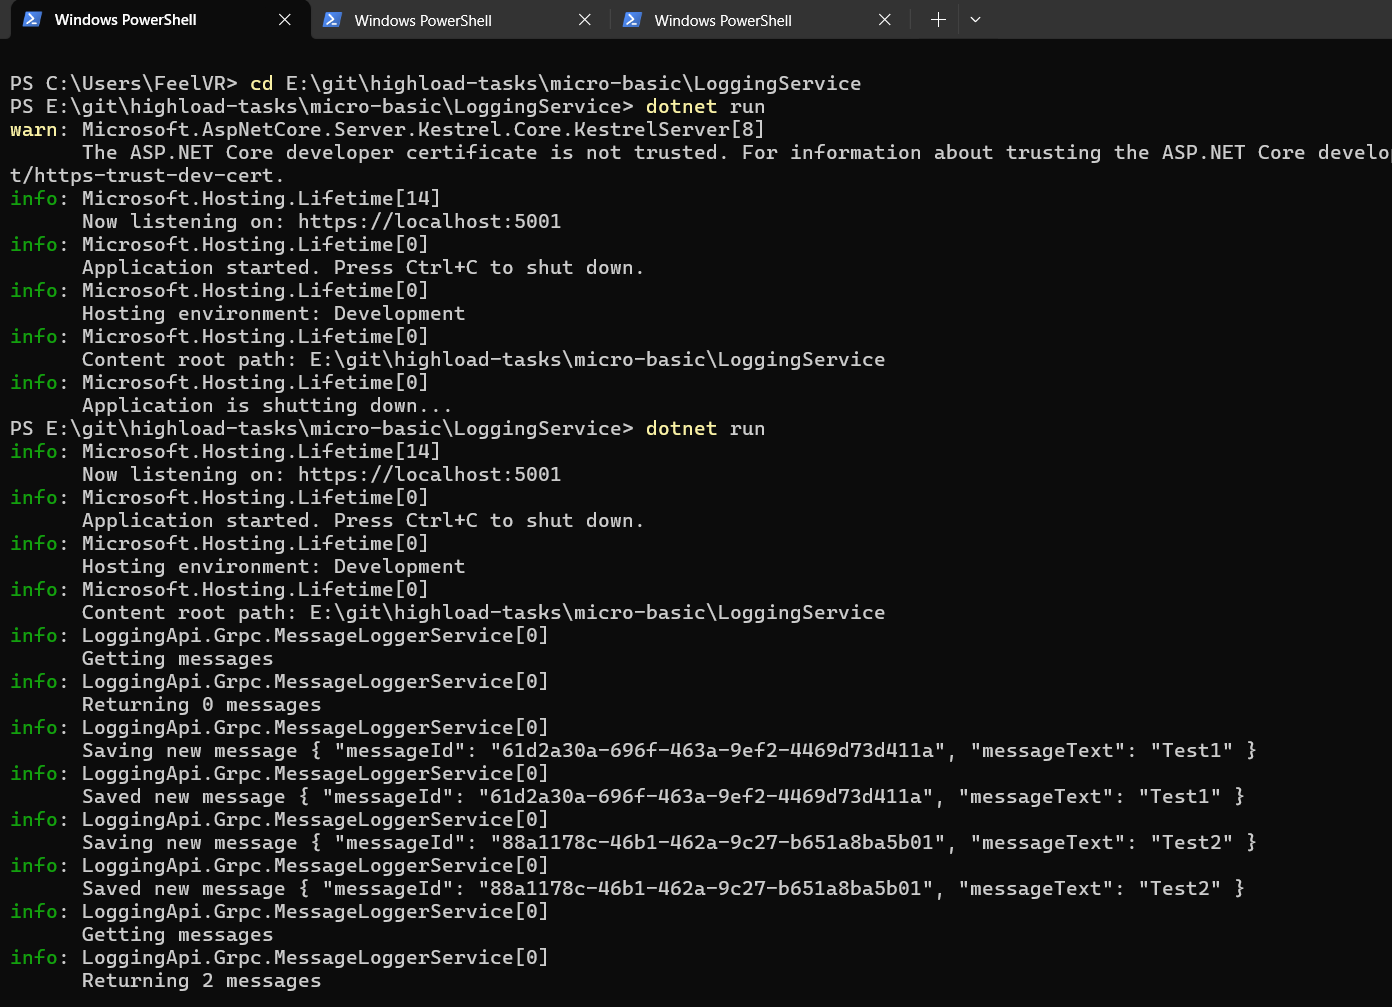 Windows PowerShell
Windows PowerShell
Windows PowerShell
PS C:\Users\FeelVR> cd E:\git\highload-tasks\micro-basic\LoggingService
PS E:\git\highload-tasks\micro-basic\LoggingService> dotnet run
warn: Microsoft.AspNetCore.Server.Kestrel.Core.KestrelServer[8]
The ASP.NET Core developer certificate is not trusted. For information about trusting the ASP.NET Core develo
t/https-trust-dev-cert.
info: Microsoft.Hosting.Lifetime[14]
Now listening on: https://localhost:5001
info: Microsoft.Hosting.Lifetime[0]
Application started. Press Ctrl+C to shut down.
info: Microsoft.Hosting.Lifetime[0]
Hosting environment: Development
info: Microsoft.Hosting.Lifetime[0]
Content root path: E:\git\highload-tasks\micro-basic\LoggingService
info: Microsoft.Hosting.Lifetime[0]
Application is shutting down...
PS E:\git\highload-tasks\micro-basic\LoggingService> dotnet run
info: Microsoft.Hosting.Lifetime[14]
Now listening on: https://localhost:5001
info: Microsoft.Hosting.Lifetime[0]
Application started. Press Ctrl+C to shut down.
info: Microsoft.Hosting.Lifetime[0]
Hosting environment: Development
info: Microsoft.Hosting.Lifetime[0]
Content root path: E:\git\highload-tasks\micro-basic\LoggingService
info: LoggingApi.Grpc.MessageLoggerService[0]
Getting messages
info: LoggingApi.Grpc.MessageLoggerService[0]
Returning 0 messages
info: LoggingApi.Grpc.MessageLoggerService[0]
Saving new message { "messageId": "61d2a30a-696f-463a-9ef2-4469d73d411a", "messageText": "Test1" }
info: LoggingApi.Grpc.MessageLoggerService[0]
Saved new message { "messageId": "61d2a30a-696f-463a-9ef2-4469d73d411a", "messageText": "Test1" }
info: LoggingApi.Grpc.MessageLoggerService[0]
Saving new message { "messageId": "88a1178c-46b1-462a-9c27-b651a8ba5b01", "messageText": "Test2" }
info: LoggingApi.Grpc.MessageLoggerService[0]
Saved new message { "messageId": "88a1178c-46b1-462a-9c27-b651a8ba5b01", "messageText": "Test2" }
info: LoggingApi.Grpc.MessageLoggerService[0]
Getting messages
info: LoggingApi.Grpc.MessageLoggerService[0]
Returning 2 messages